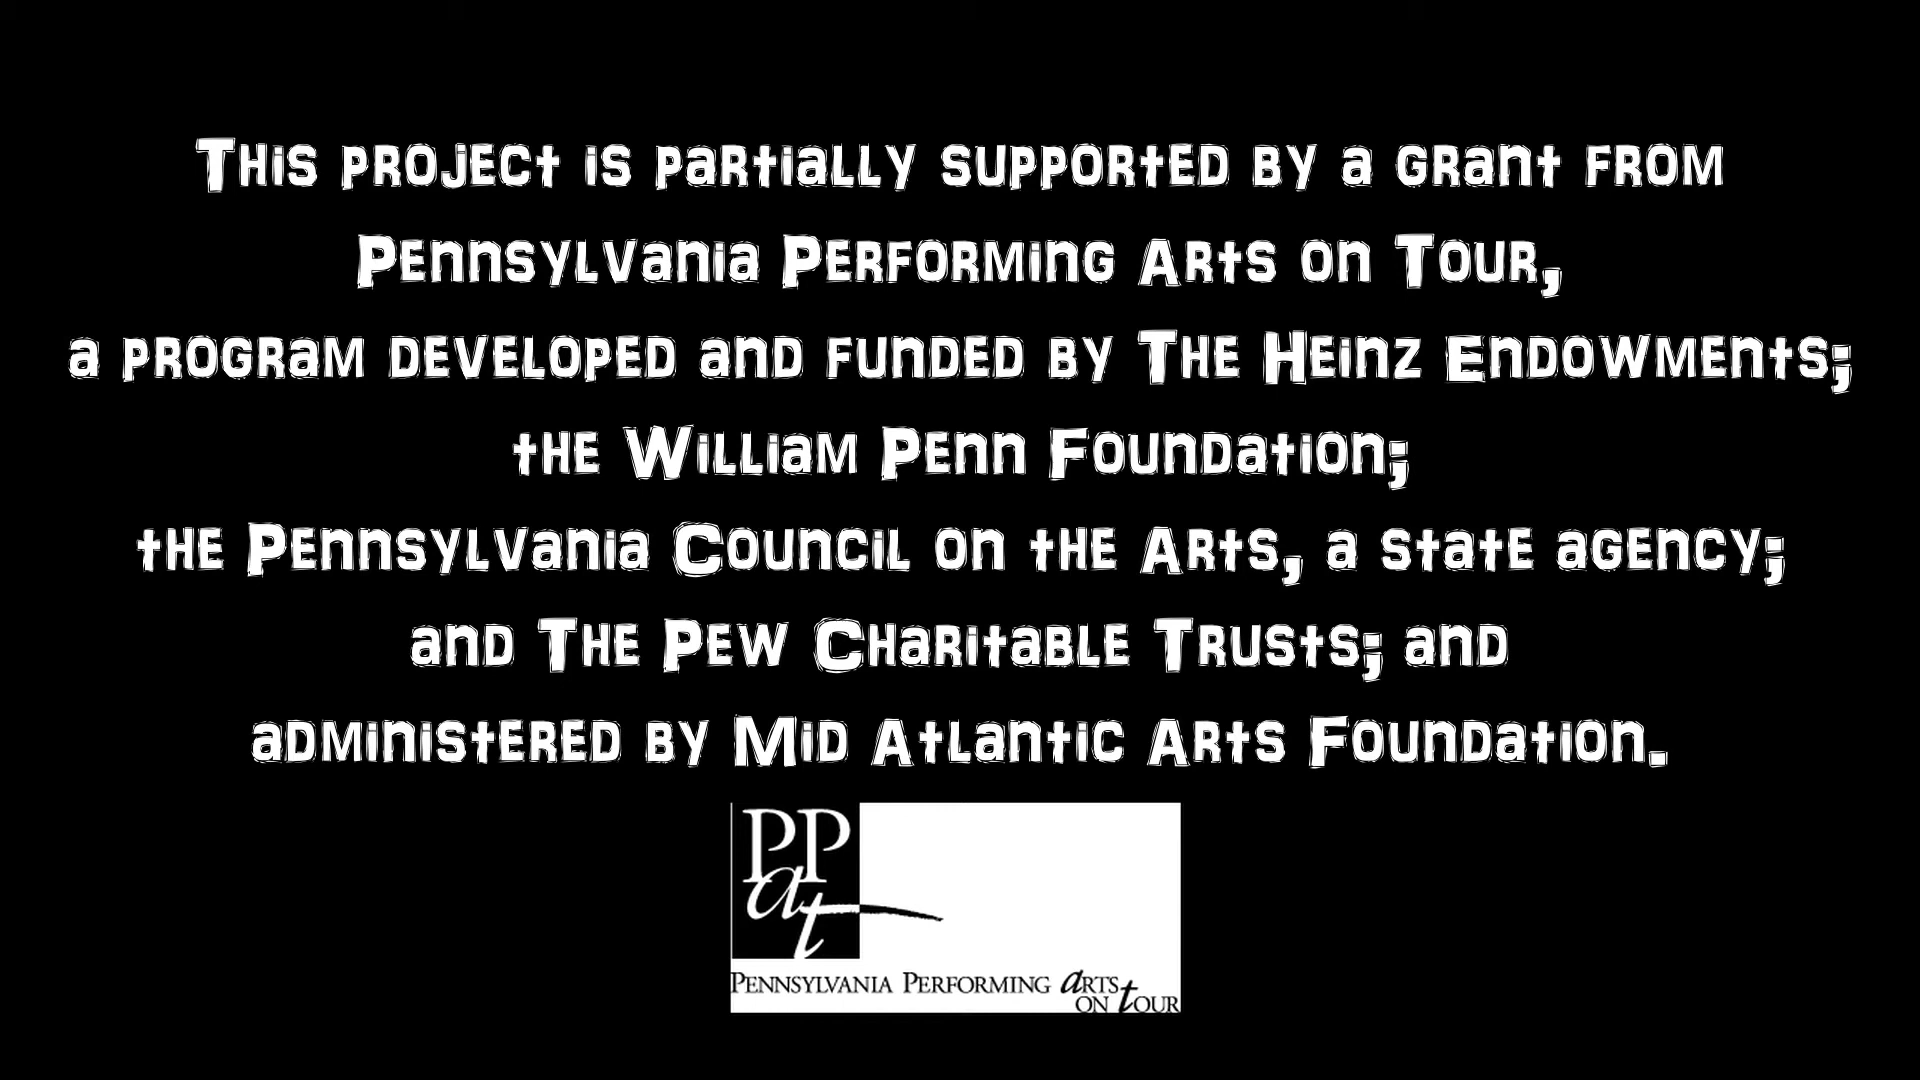 This project is partially supported by a grant from
Pennsylvania Performing Arts on Tour,
a program developed and funded by The Heinz Endowments;
the William Penn Foundation;
the Pennsylvania Council on the Arts, a state agency;
and The Pew Charitable Trusts; and
administered by Mid Atlantic Arts Foundation.
PPat
Pennsylvania Performing arts
on tour